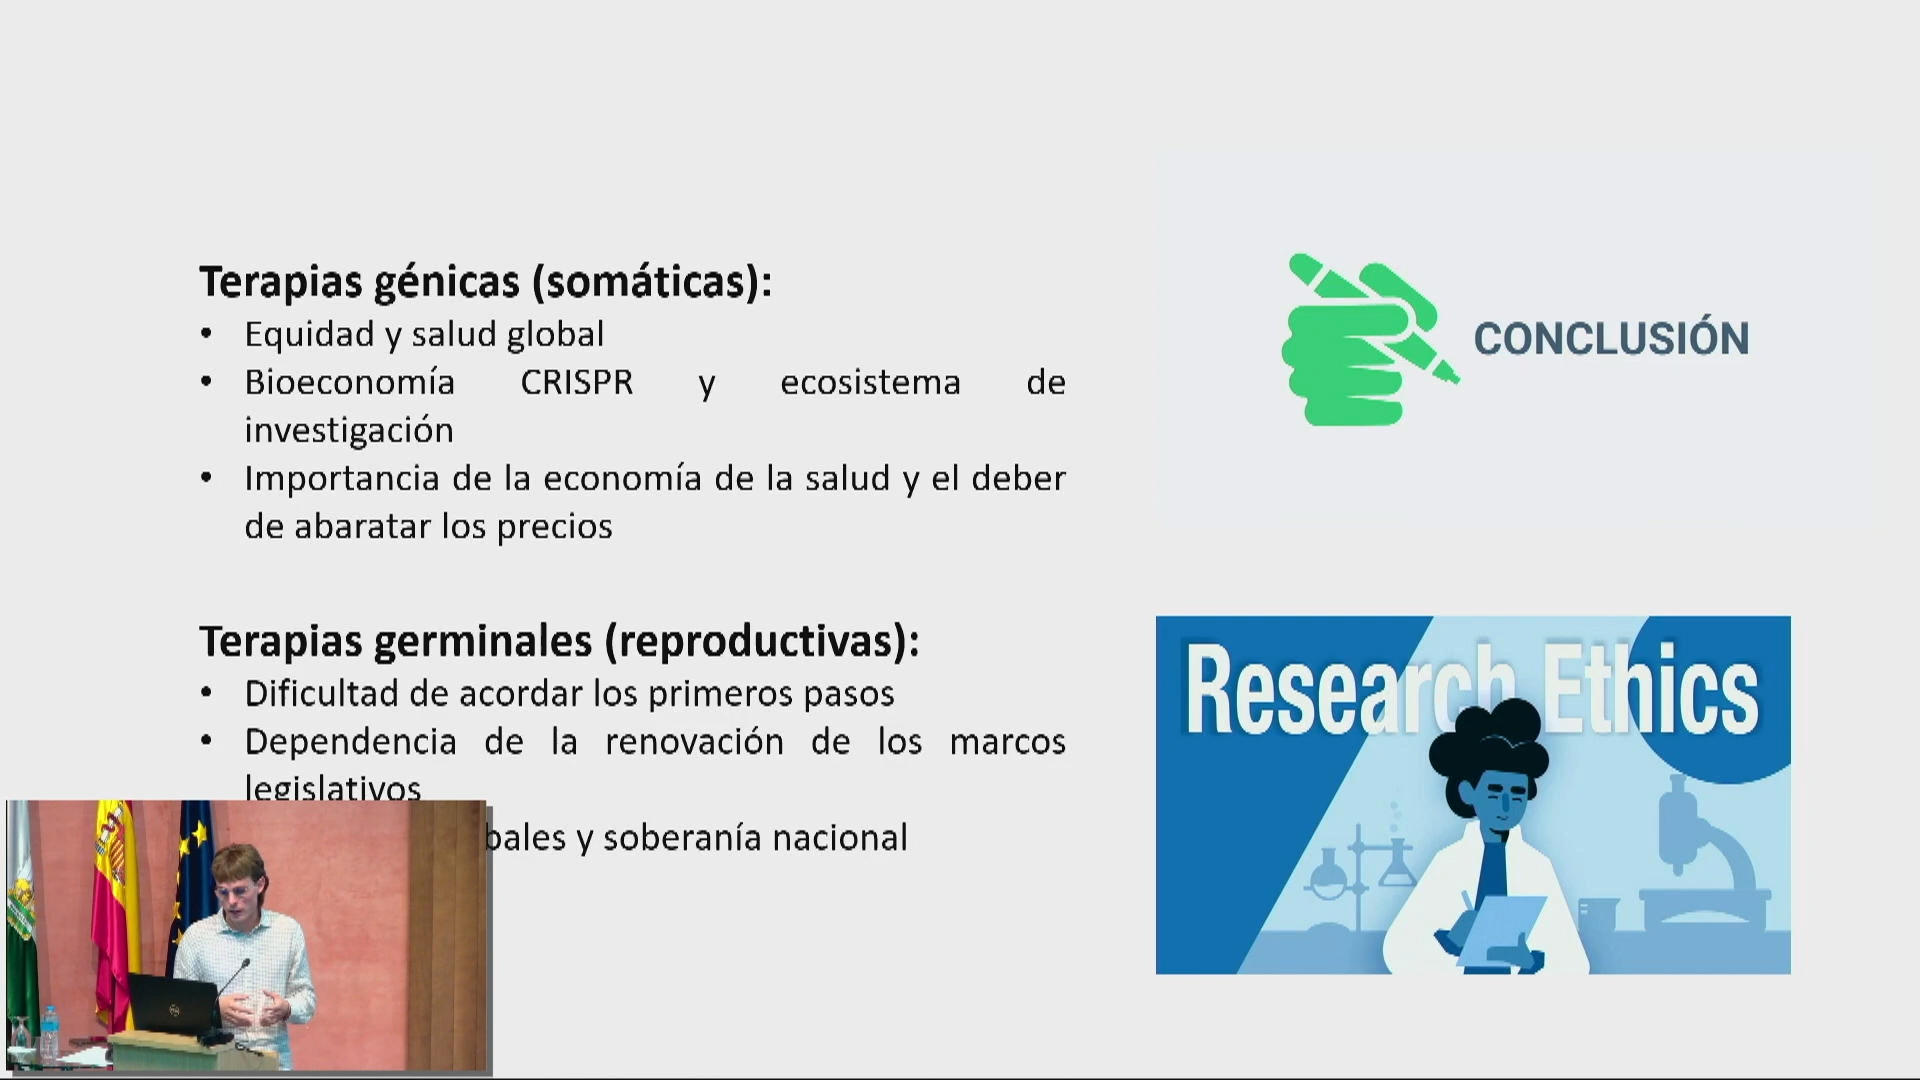 Terapias génicas (somáticas):
• Equidad y salud global
• Bioeconomía CRISPR y ecosistema de
investigación
• Importancia de la economía de la salud y el deber
de abaratar los precios
Terapias germinales (reproductivas):
• Dificultad de acordar los primeros pasos
• Dependencia de la renovación de los marcos
legislativos
y soberanía nacional
CONCLUSIÓN
Research Ethics